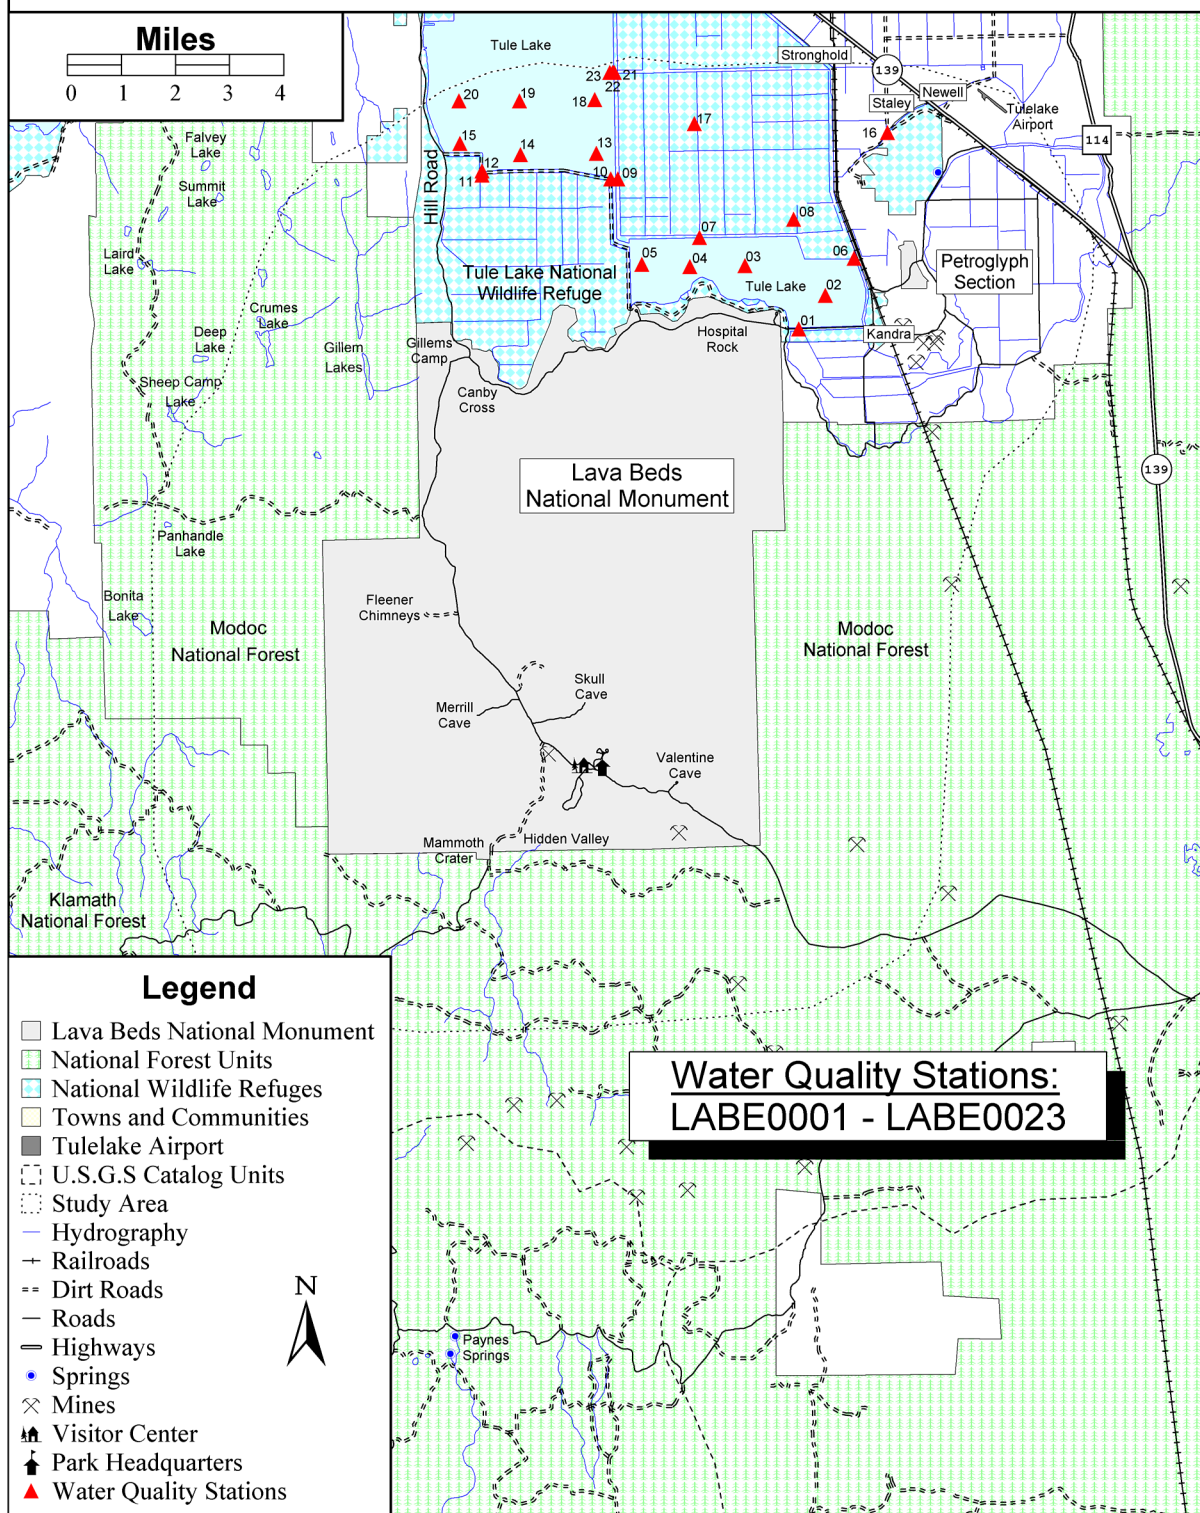 Miles
0 1 2 3 4
Tule Lake
Stronghold
139
Newell
Staley
Tulelake
Airport
114
23
21
22
20
19
18
17
16
15
14
13
12
11
10
09
08
07
06
05
04
03
02
01
Hill Road
Falvey
Lake
Summit
Lake
Laird
Lake
Crumes
Lake
Deep
Lake
Gillem
Lakes
Sheep Camp
Lake
Tule Lake National
Wildlife Refuge
Tule Lake
Petroglyph
Section
Gillems
Camp
Hospital
Rock
Kandra
Canby
Cross
Lava Beds
National Monument
139
Panhandle
Lake
Bonita
Lake
Fleener
Chimneys
Modoc
National Forest
Modoc
National Forest
Skull
Cave
Merrill
Cave
Valentine
Cave
Mammoth
Crater
Hidden Valley
Klamath
National Forest
Legend
Lava Beds National Monument
National Forest Units
National Wildlife Refuges
Towns and Communities
Tulelake Airport
U.S.G.S Catalog Units
Study Area
Hydrography
Railroads
Dirt Roads
Roads
Highways
Springs
Mines
Visitor Center
Park Headquarters
Water Quality Stations
N
Water Quality Stations:
LABE0001 - LABE0023
Paynes
Springs